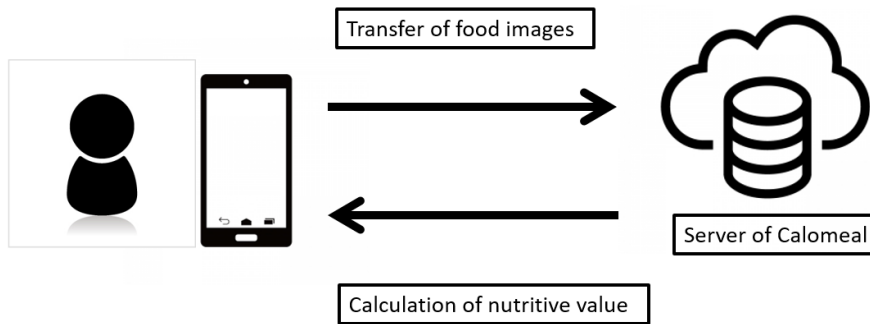 Transfer of food images
Server of Calomeal
Calculation of nutritive value